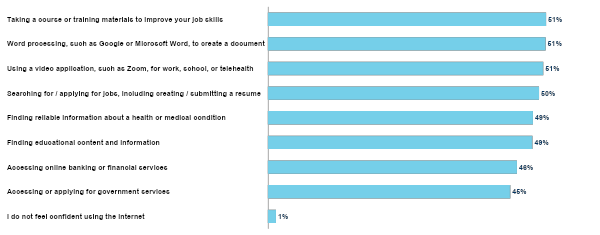 Taking a course or training materials to improve your job skills 51%
Word processing, such as Google or Microsoft Word, to create a document 51%
Using a video application, such as Zoom, for work, school, or telehealth 51%
Searching for / applying for jobs, including creating / submitting a resume 50%
Finding reliable information about a health or medical condition 49%
Finding educational content and information 49%
Accessing online banking or financial services 46%
Accessing or applying for government services 45%
I do not feel confident using the internet 1%